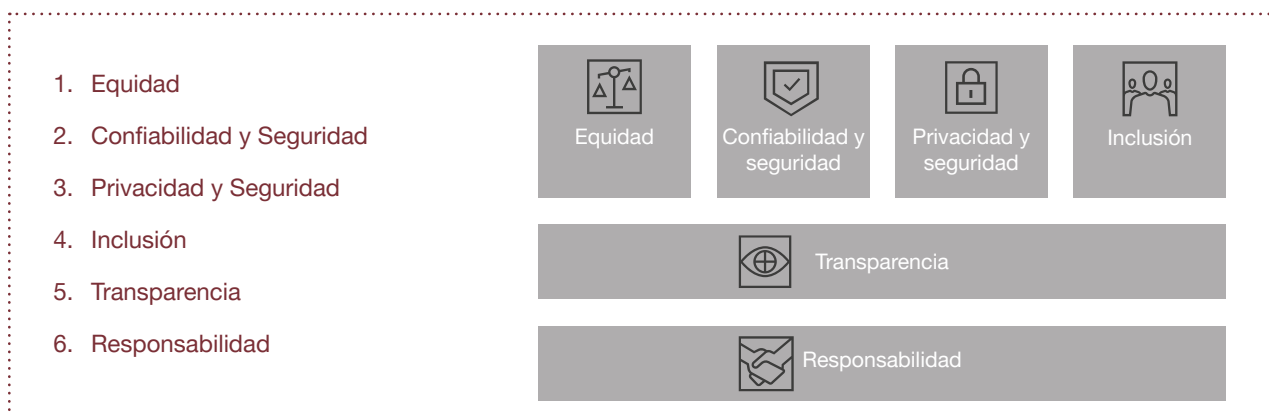 1. Equidad
2. Confiabilidad y Seguridad
3. Privacidad y Seguridad
4. Inclusión
5. Transparencia
6. Responsabilidad
Equidad
Confiabilidad y
seguridad
Privacidad y
seguridad
Inclusión
Transparencia
Responsabilidad